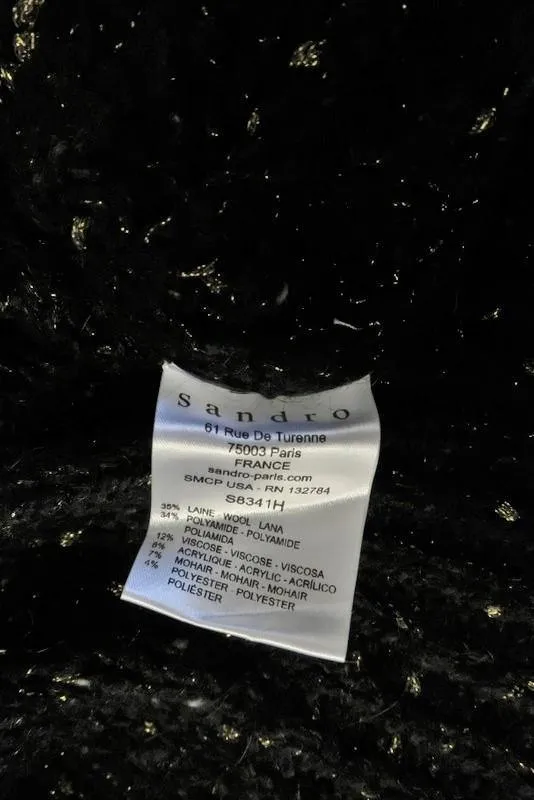 Sandro
61 Rue De Turenne
75003 Paris
FRANCE
sandro-paris.com
SMCP USA - RN 132784
S8341H
35% LAINE WOOL LANA
34% POLYAMIDE - POLYAMIDE
POLIAMIDA
12% VISCOSE - VISCOSE - VISCOSA
8% ACRYLIQUE - ACRYLIC - ACRÍLICO
7% MOHAIR - MOHAIR - MOHAIR
4% POLYESTER - POLYESTER
POLIÉSTER